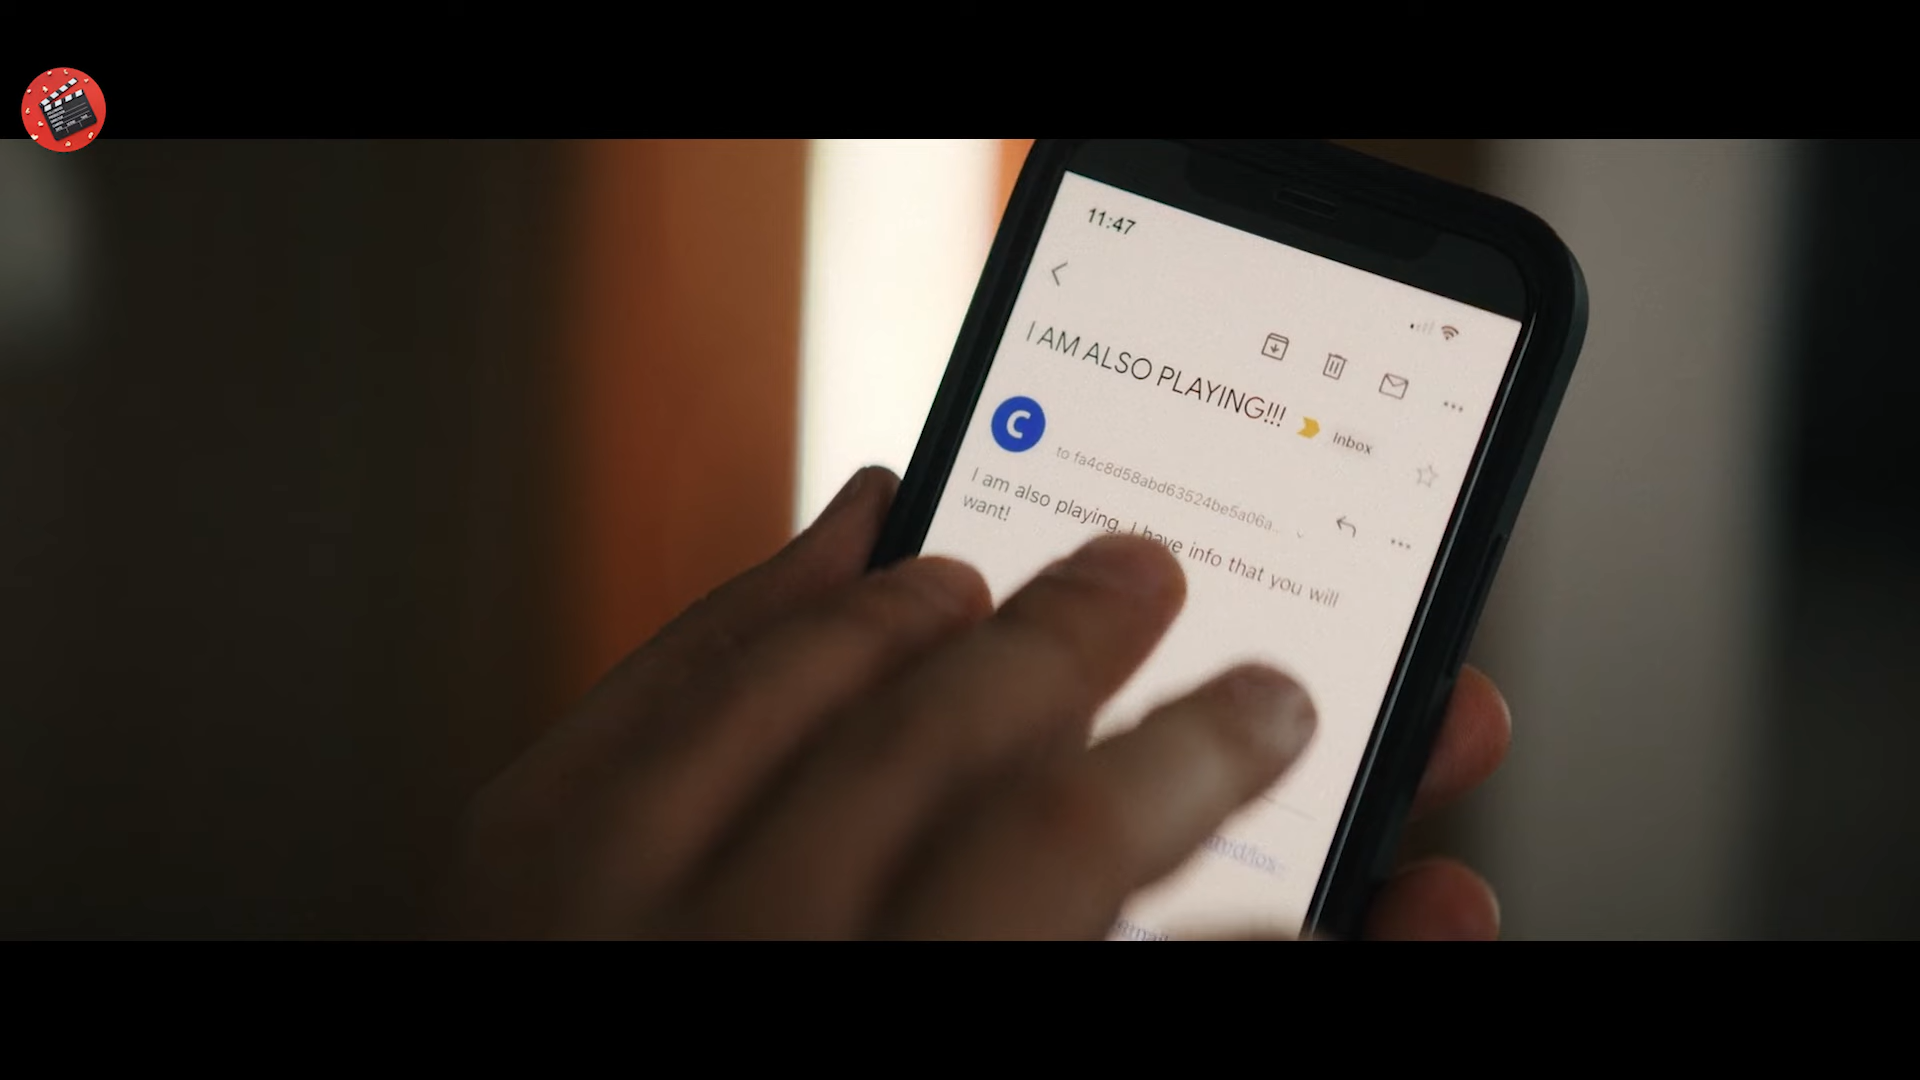 11:47
I AM ALSO PLAYING!!! Inbox
C
to fa4c8d58abd63524be5a06a...
I am also playing, I have info that you will
want!